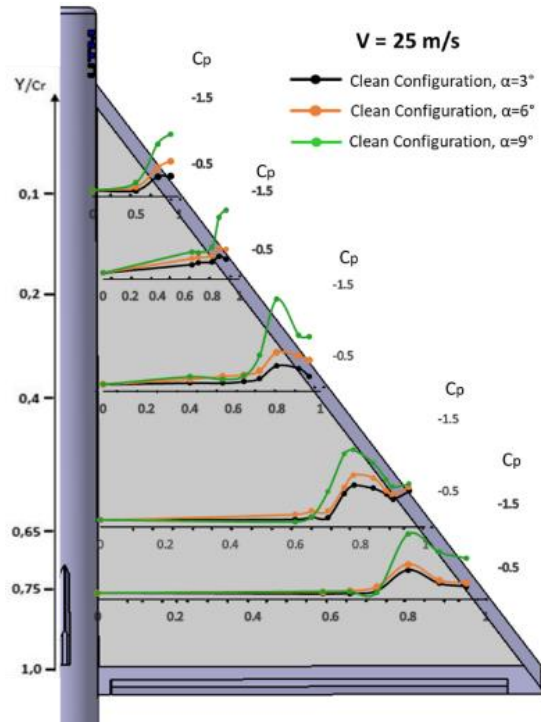 V = 25 m/s
Clean Configuration, α=3°
Clean Configuration, α=6°
Clean Configuration, α=9°
Y/Cr
0,1
0,2
0,4
0,65
0,75
1,0
Cp
-1.5
-0.5
0 0.5 1
Cp
-1.5
-0.5
0 0.2 0.4 0.6 0.8 1
Cp
-1.5
-0.5
0 0.2 0.4 0.6 0.8 1
Cp
-1.5
-0.5
0 0.2 0.4 0.6 0.8 1
Cp
-1.5
-0.5
0 0.2 0.4 0.6 0.8 1